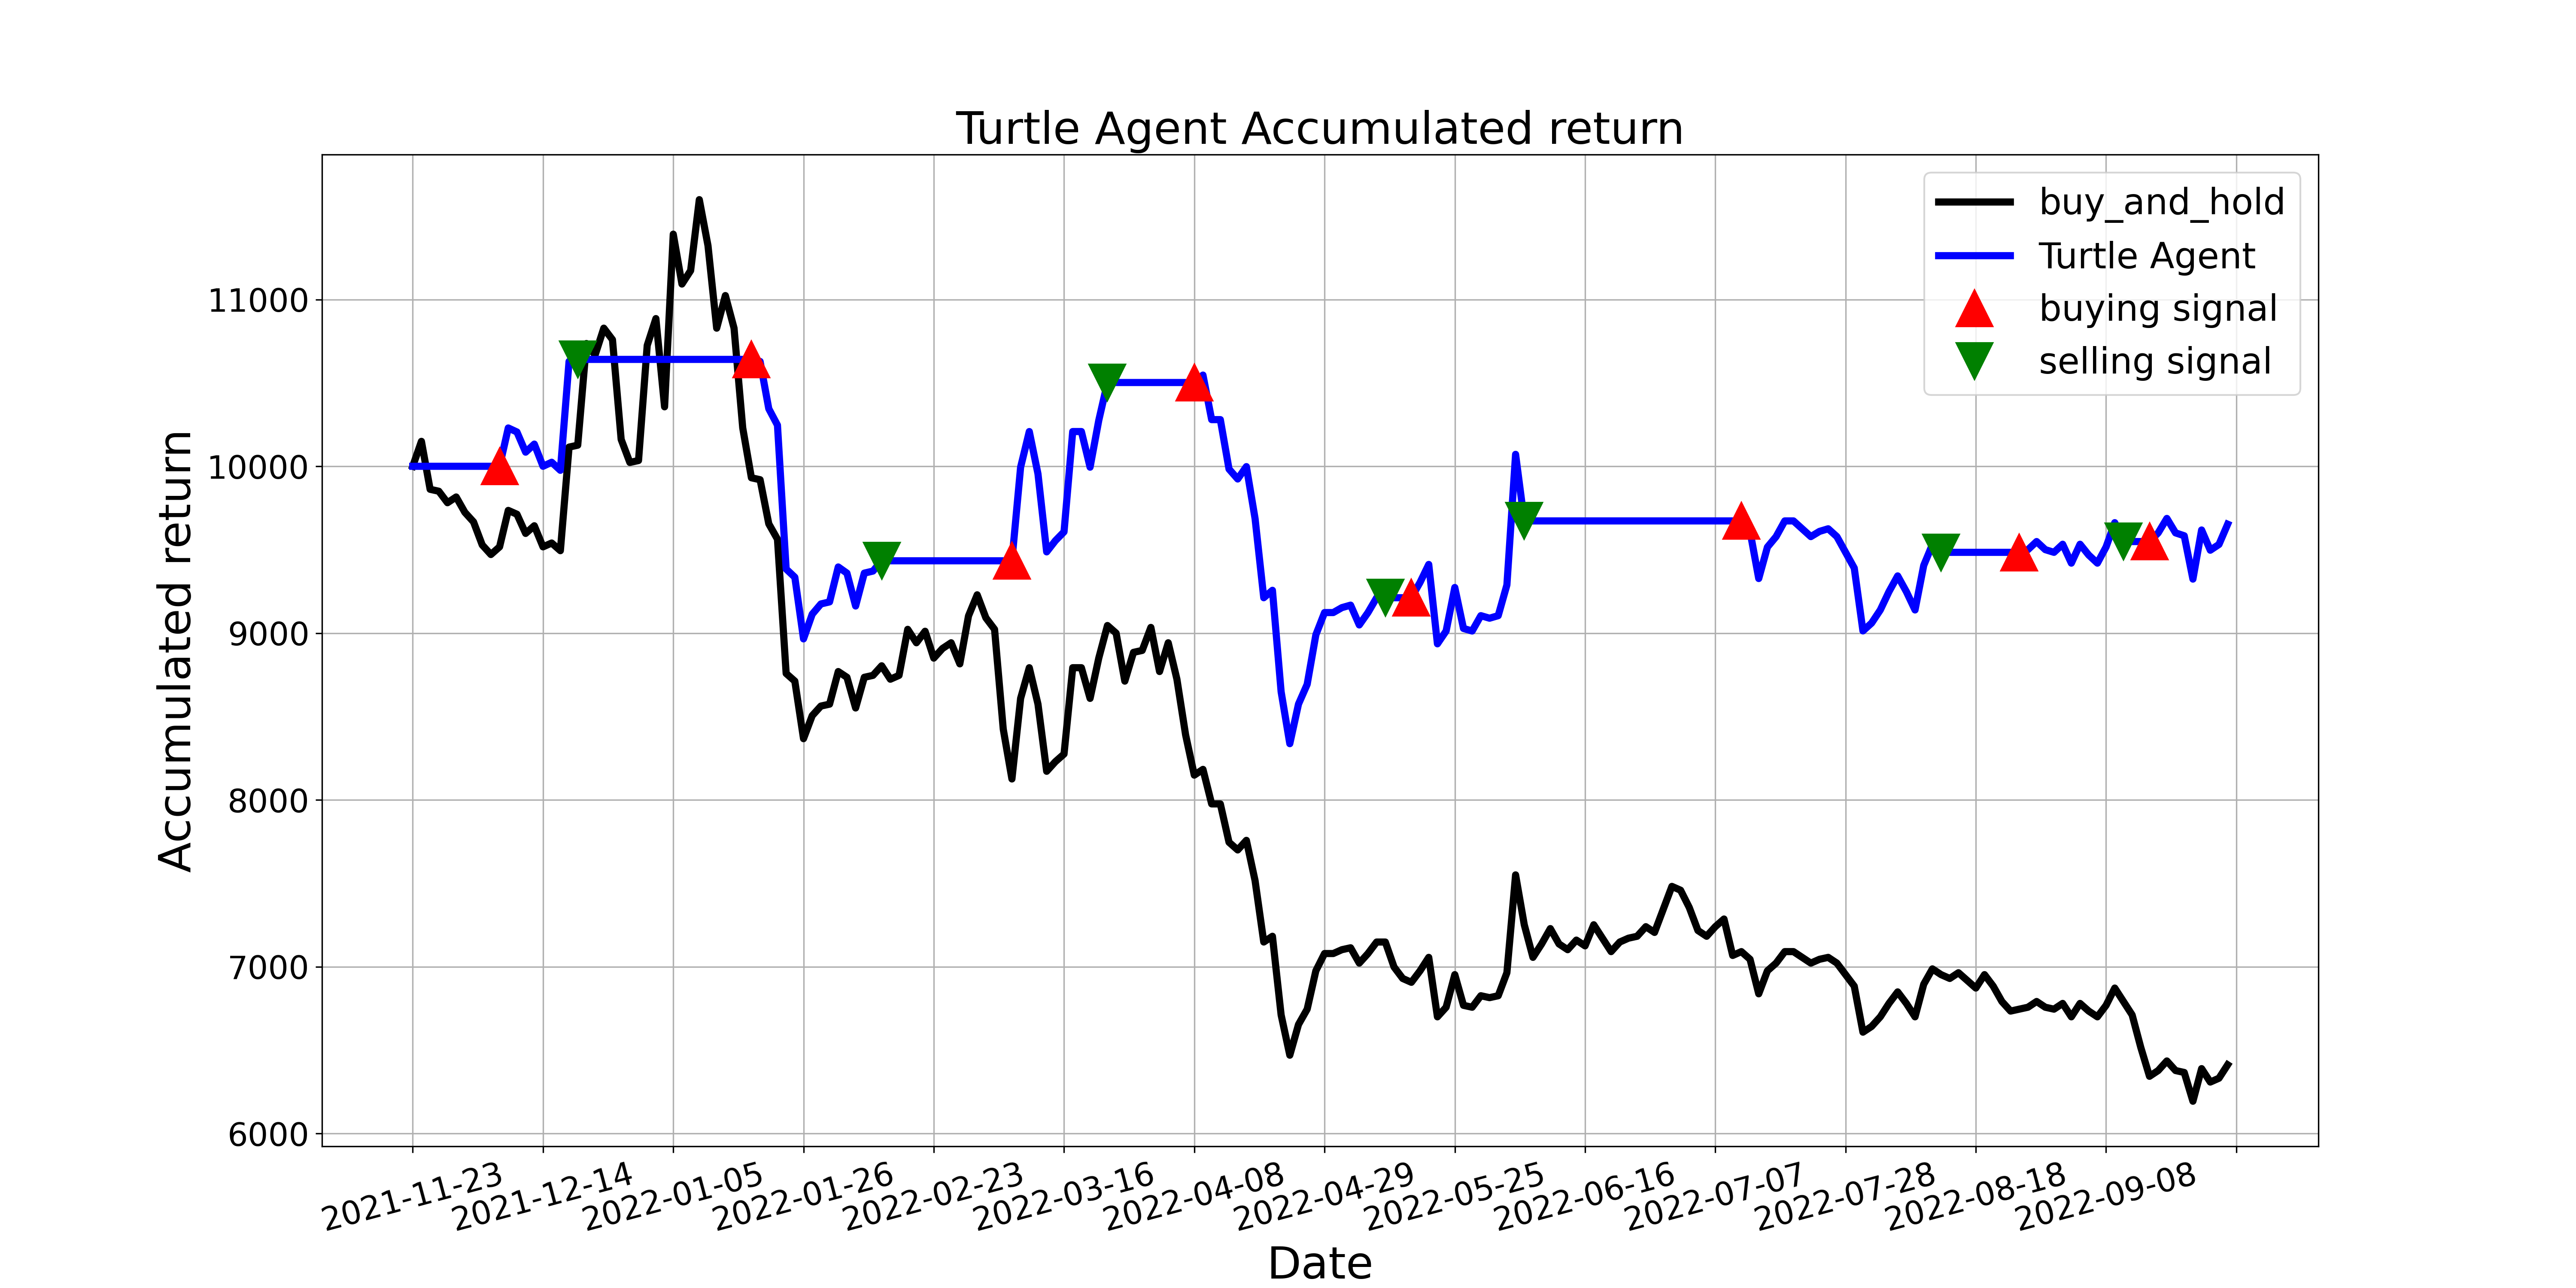 Turtle Agent Accumulated return
buy_and_hold
Turtle Agent
buying signal
selling signal
Accumulated return
11000
10000
9000
8000
7000
6000
2021-11-23
2021-12-14
2022-01-05
2022-01-26
2022-02-23
2022-03-16
2022-04-08
2022-04-29
2022-05-25
2022-06-16
2022-07-07
2022-07-28
2022-08-18
2022-09-08
Date